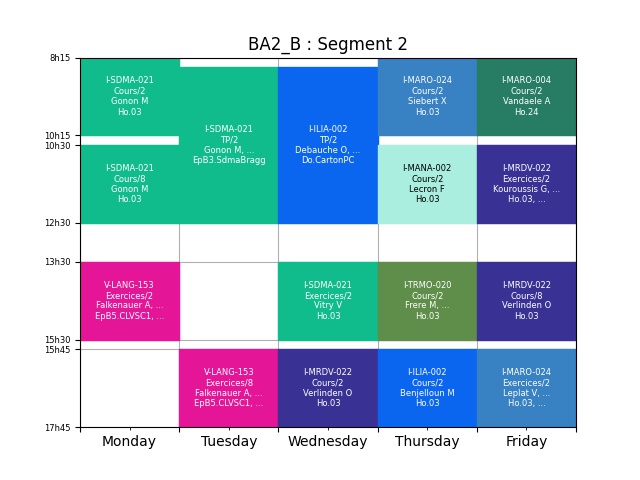 BA2_B : Segment 2
8h15
10h15
10h30
12h30
13h30
15h30
15h45
17h45
I-SDMA-021
Cours/2
Gonon M
Ho.03
I-SDMA-021
Cours/8
Gonon M
Ho.03
V-LANG-153
Exercices/2
Falkenauer A, ...
EpB5.CLVSC1, ...
I-SDMA-021
TP/2
Gonon M, ...
EpB3.SdmaBragg
V-LANG-153
Exercices/8
Falkenauer A, ...
EpB5.CLVSC1, ...
I-ILIA-002
TP/2
Debauche O, ...
Do.CartonPC
I-SDMA-021
Exercices/2
Vitry V
Ho.03
I-MRDV-022
Cours/2
Verlinden O
Ho.03
I-MARO-024
Cours/2
Siebert X
Ho.03
I-MANA-002
Cours/2
Lecron F
Ho.03
I-TRMO-020
Cours/2
Frere M, ...
Ho.03
I-ILIA-002
Cours/2
Benjelloun M
Ho.03
I-MARO-004
Cours/2
Vandaele A
Ho.24
I-MRDV-022
Exercices/2
Kouroussis G, ...
Ho.03, ...
I-MRDV-022
Cours/8
Verlinden O
Ho.03
I-MARO-024
Exercices/2
Leplat V, ...
Ho.03, ...
Monday
Tuesday
Wednesday
Thursday
Friday